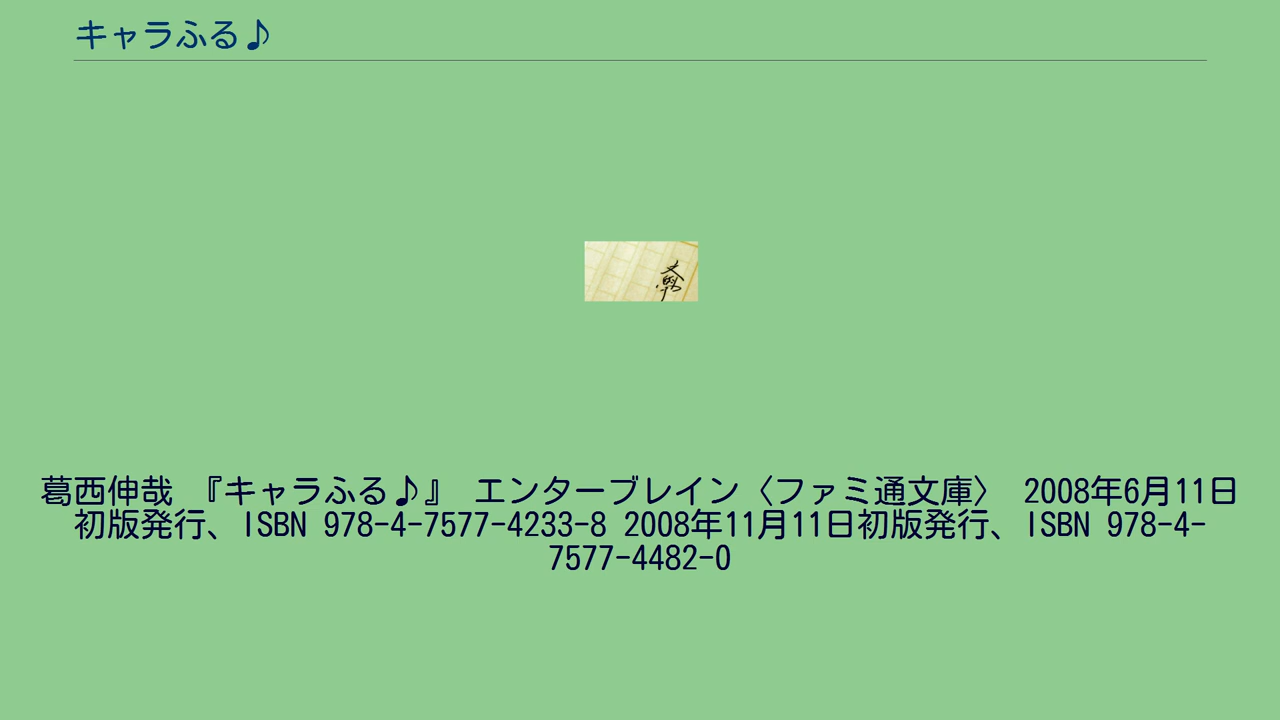 キャラふる♪
葛西伸哉 『キャラふる♪』 エンターブレイン〈ファミ通文庫〉 2008年6月11日
初版発行、ISBN 978-4-7577-4233-8 2008年11月11日初版発行、ISBN 978-4-
7577-4482-0